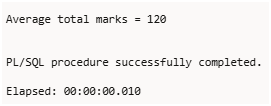 Average total marks = 120
PL/SQL procedure successfully completed.
Elapsed: 00:00:00.010